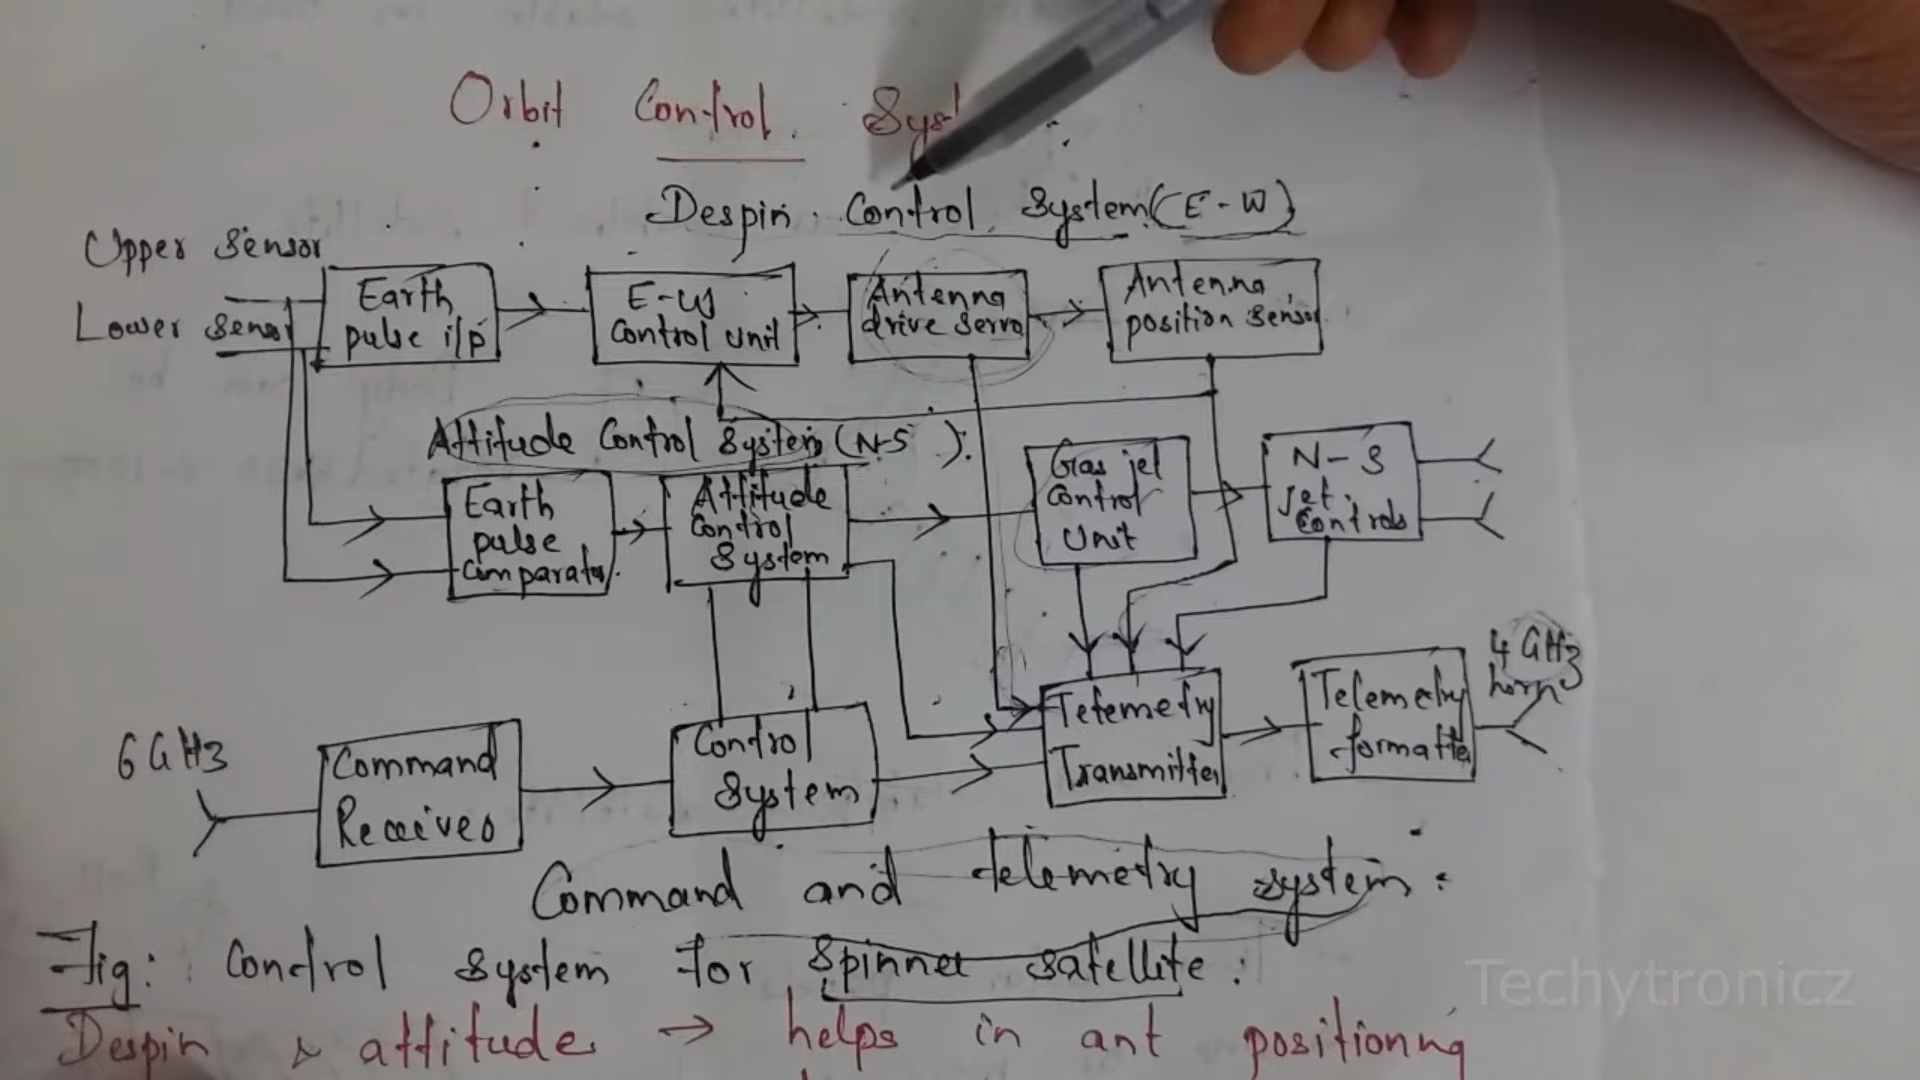 Orbit Control Sys
Despin Control System (E-W)
Upper Sensor
Lower Sensor
Earth
pulse i/p
E-W
Control Unit
Antenna
drive servo
Antenna
position sensor
Attitude Control System (N-S):
Earth
pulse
Comparator
Attitude
Control
System
Gas jet
Control
Unit
N-S
Jet
Controls
6 GHz
Command
Receiver
Control
System
Telemetry
Transmitter
Telemetry
formatter
4 GHz
horn
Command and telemetry system:
Fig: Control system for Spinner Satellite:
Despin & attitude → helps in ant positionng
Techytronicz